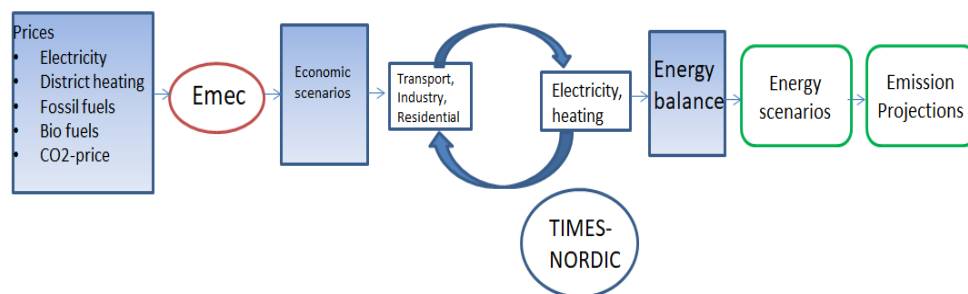 Prices
• Electricity
• District heating
• Fossil fuels
• Bio fuels
• CO2-price
Emec
Economic
scenarios
Transport,
Industry,
Residential
Electricity,
heating
Energy
balance
Energy
scenarios
Emission
Projections
TIMES-
NORDIC